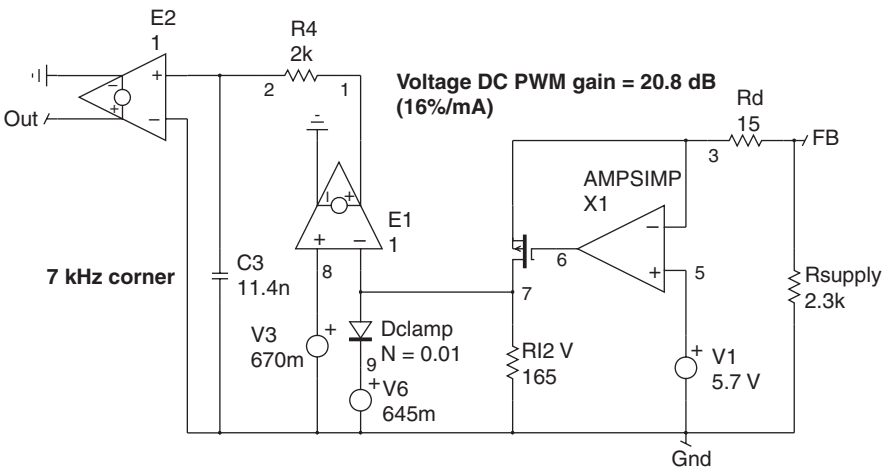 E2
1
R4
2k
+
−
−
+
2
1
Voltage DC PWM gain = 20.8 dB
(16%/mA)
Rd
15
Out
3
FB
AMPSIMP
X1
−
+
E1
1
+
−
−
+
6
5
7 kHz corner
C3
11.4n
8
7
Rsupply
2.3k
V3
670m
+
Dclamp
N = 0.01
9
RI2 V
165
+
V1
5.7 V
+
V6
645m
Gnd